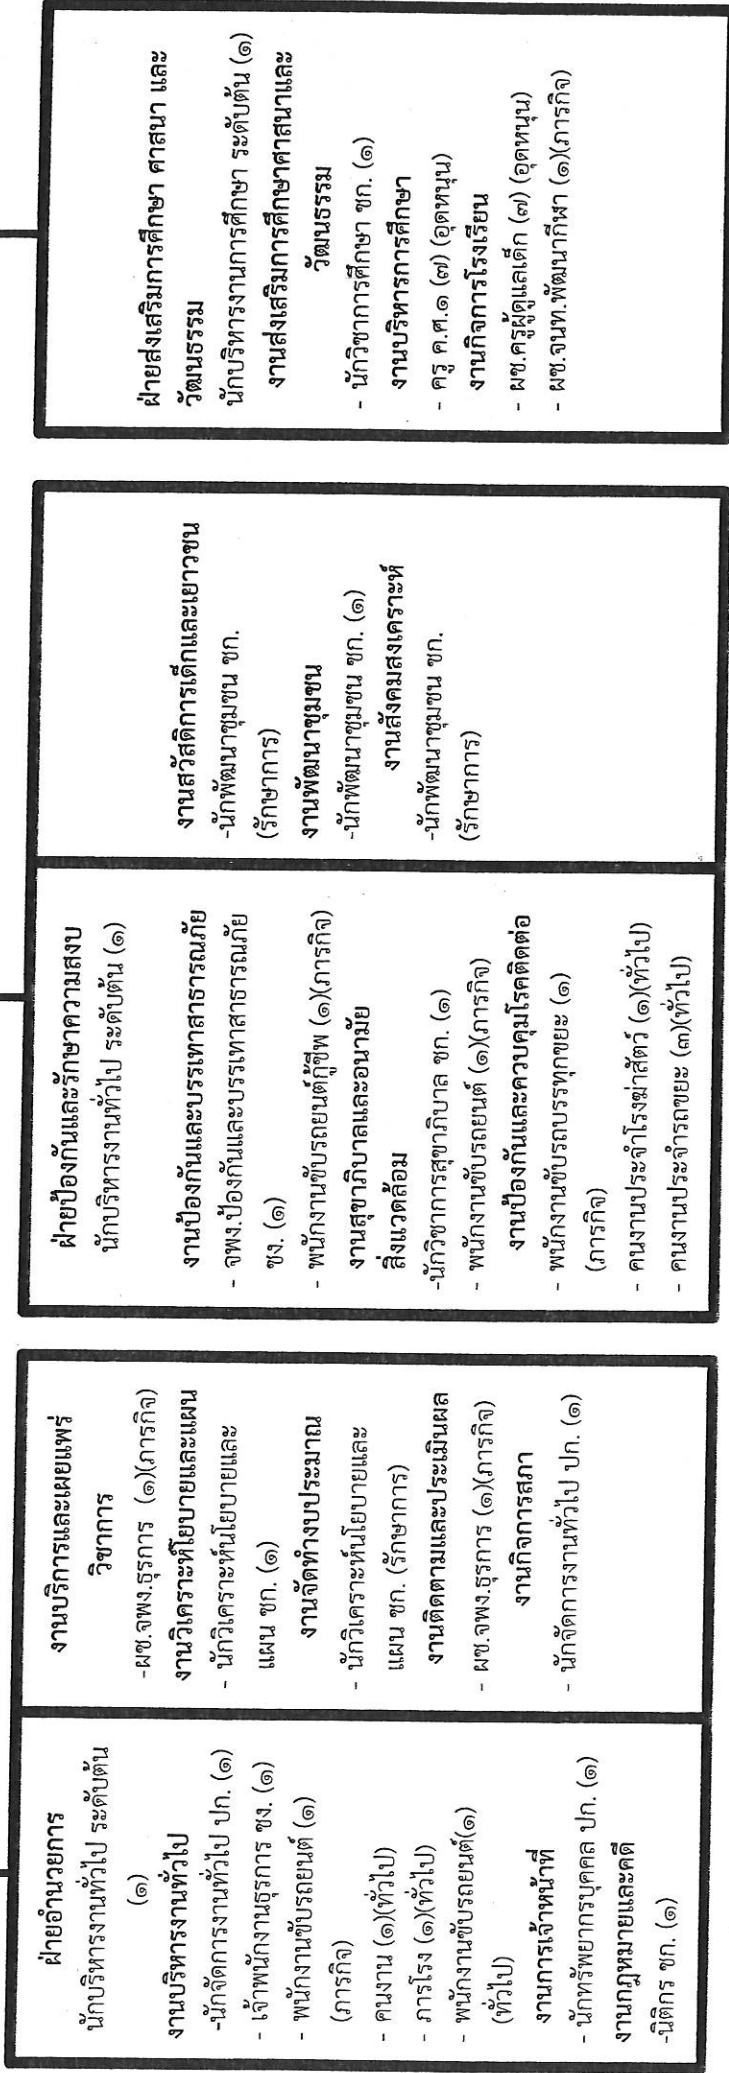 ฝ่ายอำนวยการ
นักบริหารงานทั่วไป ระดับต้น
(๑)
งานบริหารงานทั่วไป
-นักจัดการงานทั่วไป ปก. (๑)
- เจ้าพนักงานธุรการ ชง. (๑)
- พนักงานขับรถยนต์ (๑)
(ภารกิจ)
- คนงาน (๑)(ทั่วไป)
- ภารโรง (๑)(ทั่วไป)
- พนักงานขับรถยนต์(๑)
(ทั่วไป)
งานการเจ้าหน้าที่
- นักทรัพยากรบุคคล ปก. (๑)
งานกฎหมายและคดี
-นิติกร ชก. (๑)
งานบริการและเผยแพร่
วิชาการ
-ผช.จพง.ธุรการ (๑)(ภารกิจ)
งานวิเคราะห์โยบายและแผน
- นักวิเคราะห์นโยบายและ
แผน ชก. (๑)
งานจัดทำงบประมาณ
- นักวิเคราะห์นโยบายและ
แผน ชก. (รักษาการ)
งานติดตามและประเมินผล
- ผช.จพง.ธุรการ (๑)(ภารกิจ)
งานกิจการสภา
- นักจัดการงานทั่วไป ปก. (๑)
ฝ่ายป้องกันและรักษาความสงบ
นักบริหารงานทั่วไป ระดับต้น (๑)
งานป้องกันและบรรเทาสาธารณภัย
- จพง.ป้องกันและบรรเทาสาธารณภัย
ชง. (๑)
- พนักงานขับรถยนต์กู้ชีพ (๑)(ภารกิจ)
งานสุขาภิบาลและอนามัย
สิ่งแวดล้อม
-นักวิชาการสุขาภิบาล ชก. (๑)
- พนักงานขับรถยนต์ (๑)(ภารกิจ)
งานป้องกันและควบคุมโรคติดต่อ
- พนักงานขับรถบรรทุกขยะ (๑)
(ภารกิจ)
- คนงานประจำโรงฆ่าสัตว์ (๑)(ทั่วไป)
- คนงานประจำรถขยะ (๓)(ทั่วไป)
งานสวัสดิการเด็กและเยาวชน
-นักพัฒนาชุมชน ชก.
(รักษาการ)
งานพัฒนาชุมชน
-นักพัฒนาชุมชน ชก. (๑)
งานสังคมสงเคราะห์
-นักพัฒนาชุมชน ชก.
(รักษาการ)
ฝ่ายส่งเสริมการศึกษา ศาสนา และ
วัฒนธรรม
นักบริหารงานการศึกษา ระดับต้น (๑)
งานส่งเสริมการศึกษาศาสนาและ
วัฒนธรรม
- นักวิชาการศึกษา ชก. (๑)
งานบริหารการศึกษา
- ครู ค.ศ.๑ (๗) (อุดหนุน)
งานกิจการโรงเรียน
- ผช.ครูผู้ดูแลเด็ก (๗) (อุดหนุน)
- ผช.จนท.พัฒนากีฬา (๑)(ภารกิจ)